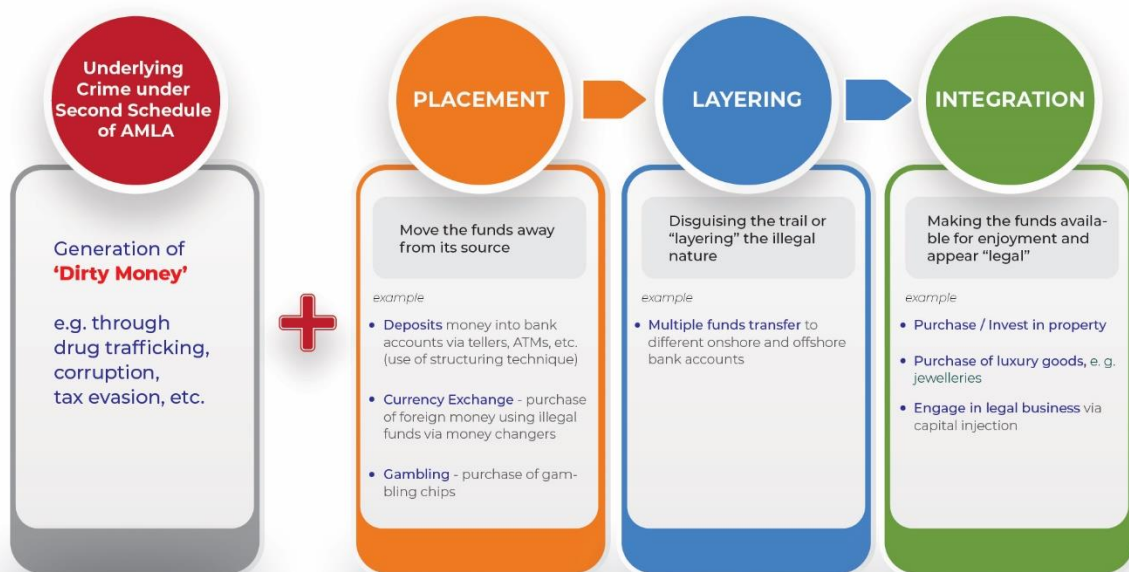 Underlying
Crime under
Second Schedule
of AMLA
Generation of
‘Dirty Money’
e.g. through
drug trafficking,
corruption,
tax evasion, etc.
PLACEMENT
Move the funds away
from its source
example
• Deposits money into bank
accounts via tellers, ATMs, etc.
(use of structuring technique)
• Currency Exchange - purchase
of foreign money using illegal
funds via money changers
• Gambling - purchase of gam-
bling chips
LAYERING
Disguising the trail or
“layering” the illegal
nature
example
• Multiple funds transfer to
different onshore and offshore
bank accounts
INTEGRATION
Making the funds availa-
ble for enjoyment and
appear “legal”
example
• Purchase / Invest in property
• Purchase of luxury goods, e. g.
jewelleries
• Engage in legal business via
capital injection